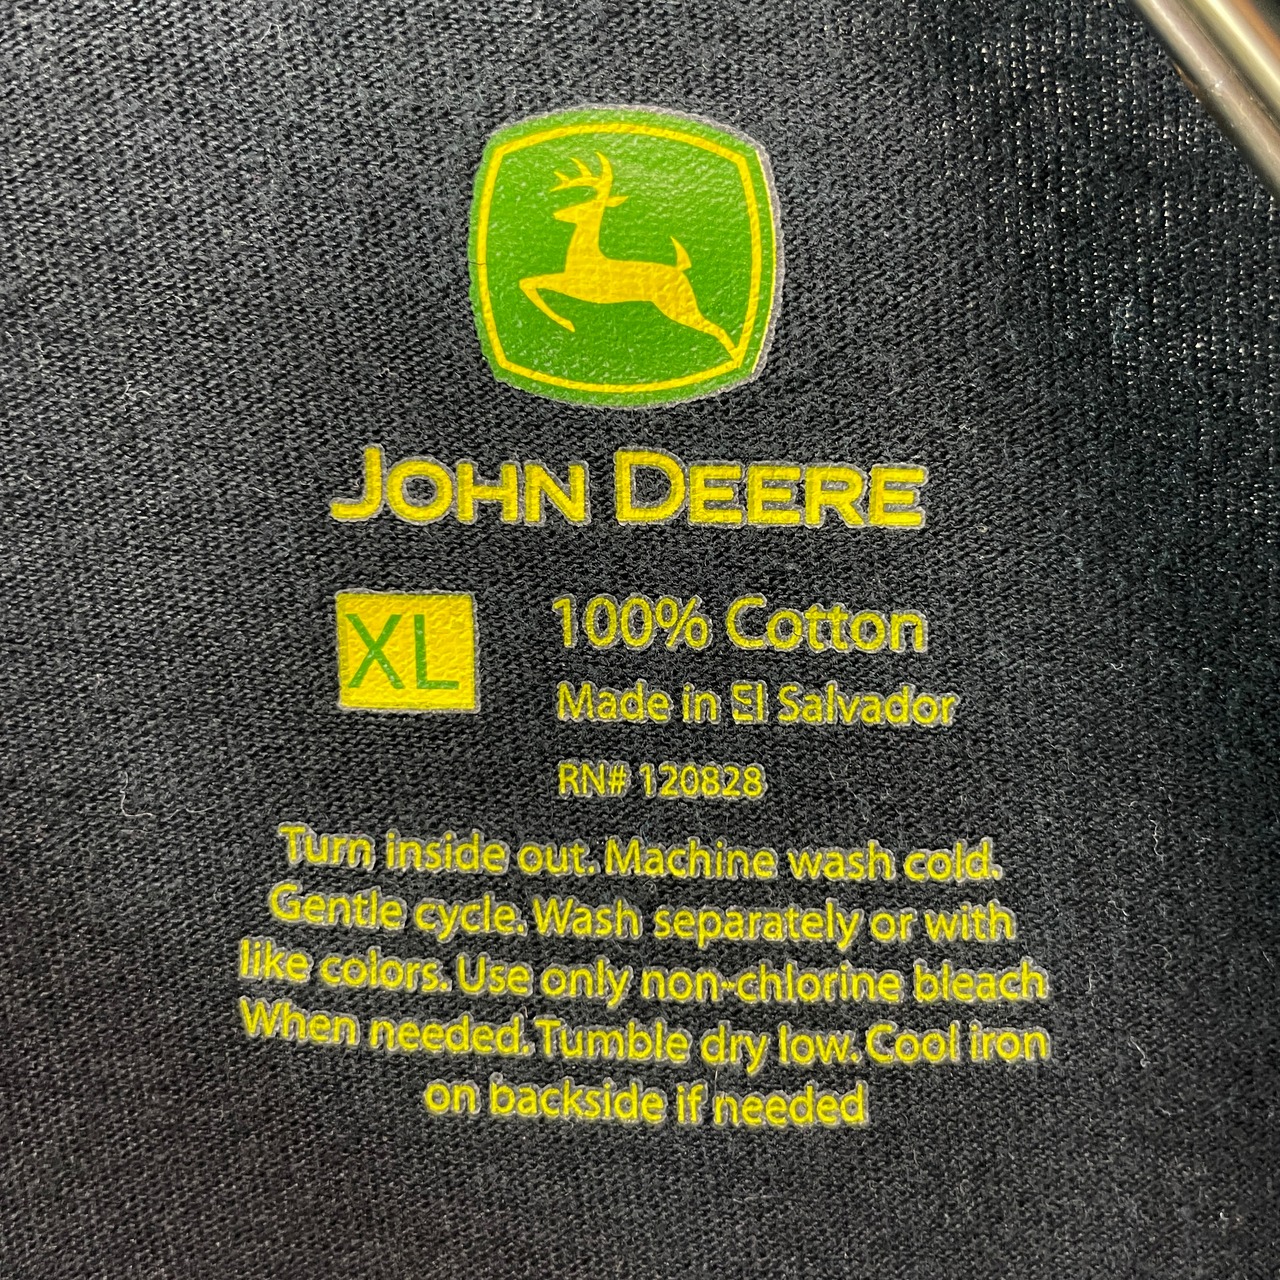 JOHN DEERE
XL
100% Cotton
Made in El Salvador
RN# 120828
Turn inside out. Machine wash cold.
Gentle cycle. Wash separately or with
like colors. Use only non-chlorine bleach
When needed. Tumble dry low. Cool iron
on backside if needed